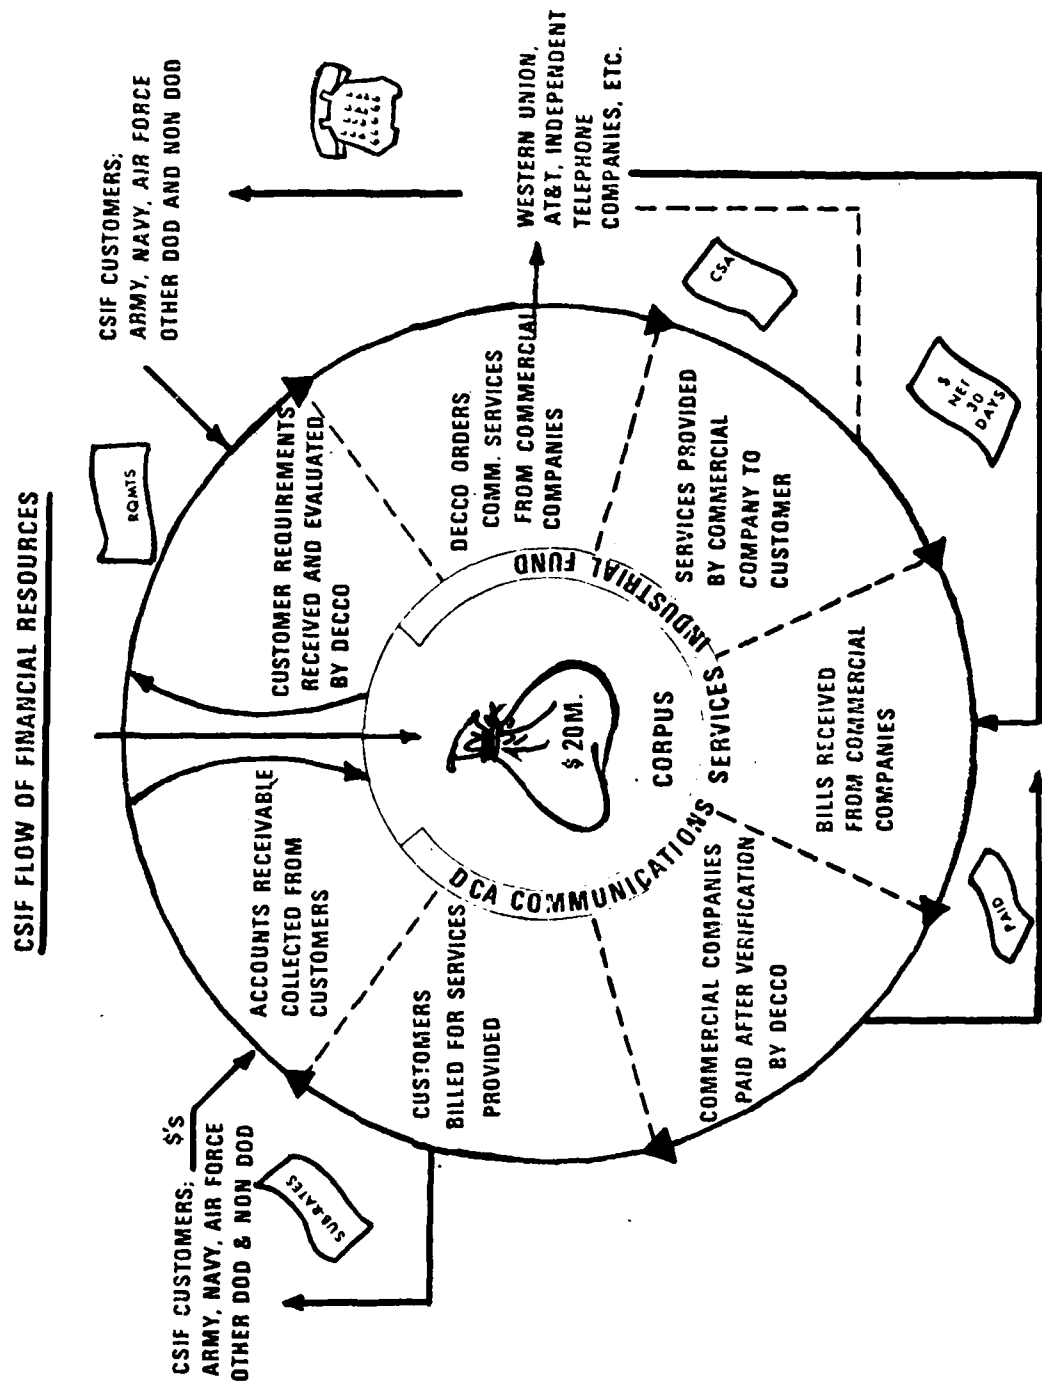 CSIF FLOW OF FINANCIAL RESOURCES
CSIF CUSTOMERS;
ARMY, NAVY, AIR FORCE
OTHER DOD AND NON DOD
RQMTS
CUSTOMER REQUIREMENTS
RECEIVED AND EVALUATED
BY DECCO
DECCO ORDERS
COMM. SERVICES
FROM COMMERCIAL
COMPANIES
WESTERN UNION,
AT&T, INDEPENDENT
TELEPHONE
COMPANIES, ETC.
CSA
SERVICES PROVIDED
BY COMMERCIAL
COMPANY TO
CUSTOMER
$
NET
30
DAYS
BILLS RECEIVED
FROM COMMERCIAL
COMPANIES
PAID
COMMERCIAL COMPANIES
PAID AFTER VERIFICATION
BY DECCO
CUSTOMERS
BILLED FOR SERVICES
PROVIDED
SUB-RATES
CSIF CUSTOMERS; $'S
ARMY, NAVY, AIR FORCE
OTHER DOD & NON DOD
ACCOUNTS RECEIVABLE
COLLECTED FROM
CUSTOMERS
$20M.
CORPUS
DCA COMMUNICATIONS SERVICES INDUSTRIAL FUND